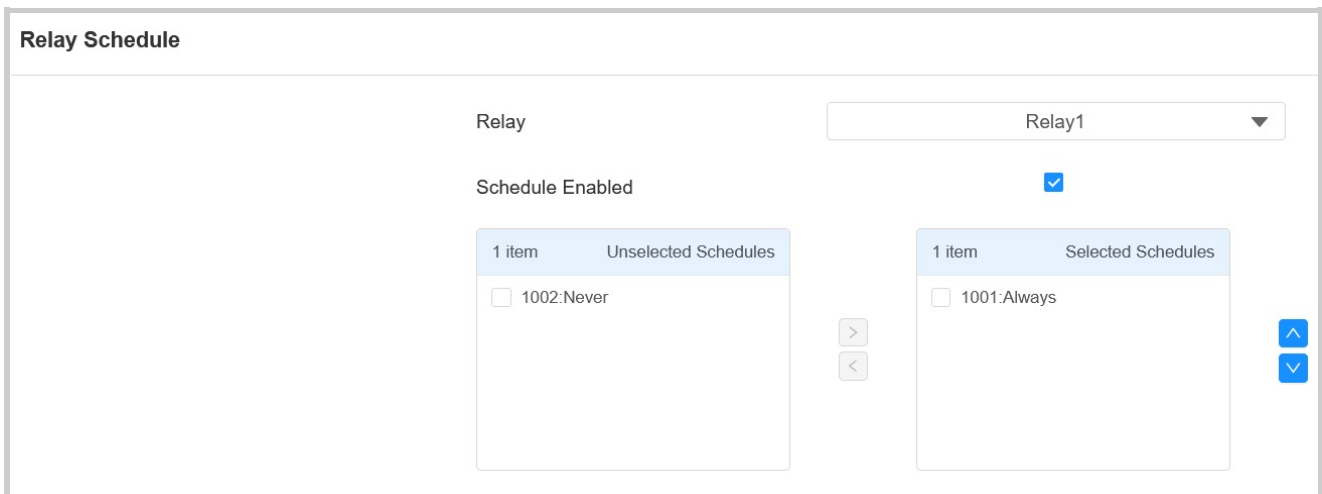 Relay Schedule
Relay
Relay1
Schedule Enabled
1 item Unselected Schedules
1002:Never
1 item Selected Schedules
1001:Always